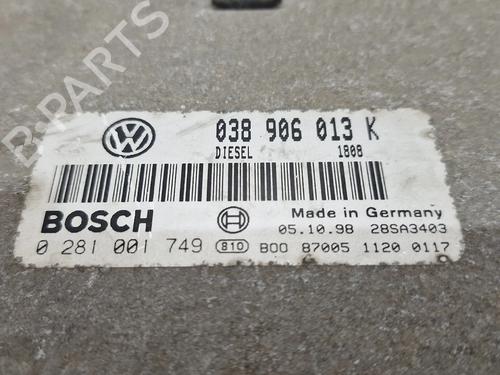 B-PARTS
038 906 013 K
DIESEL 1808
BOSCH
Made in Germany
05.10.98 28SA3403
0 281 001 749 810 B00 87005 1120 0117